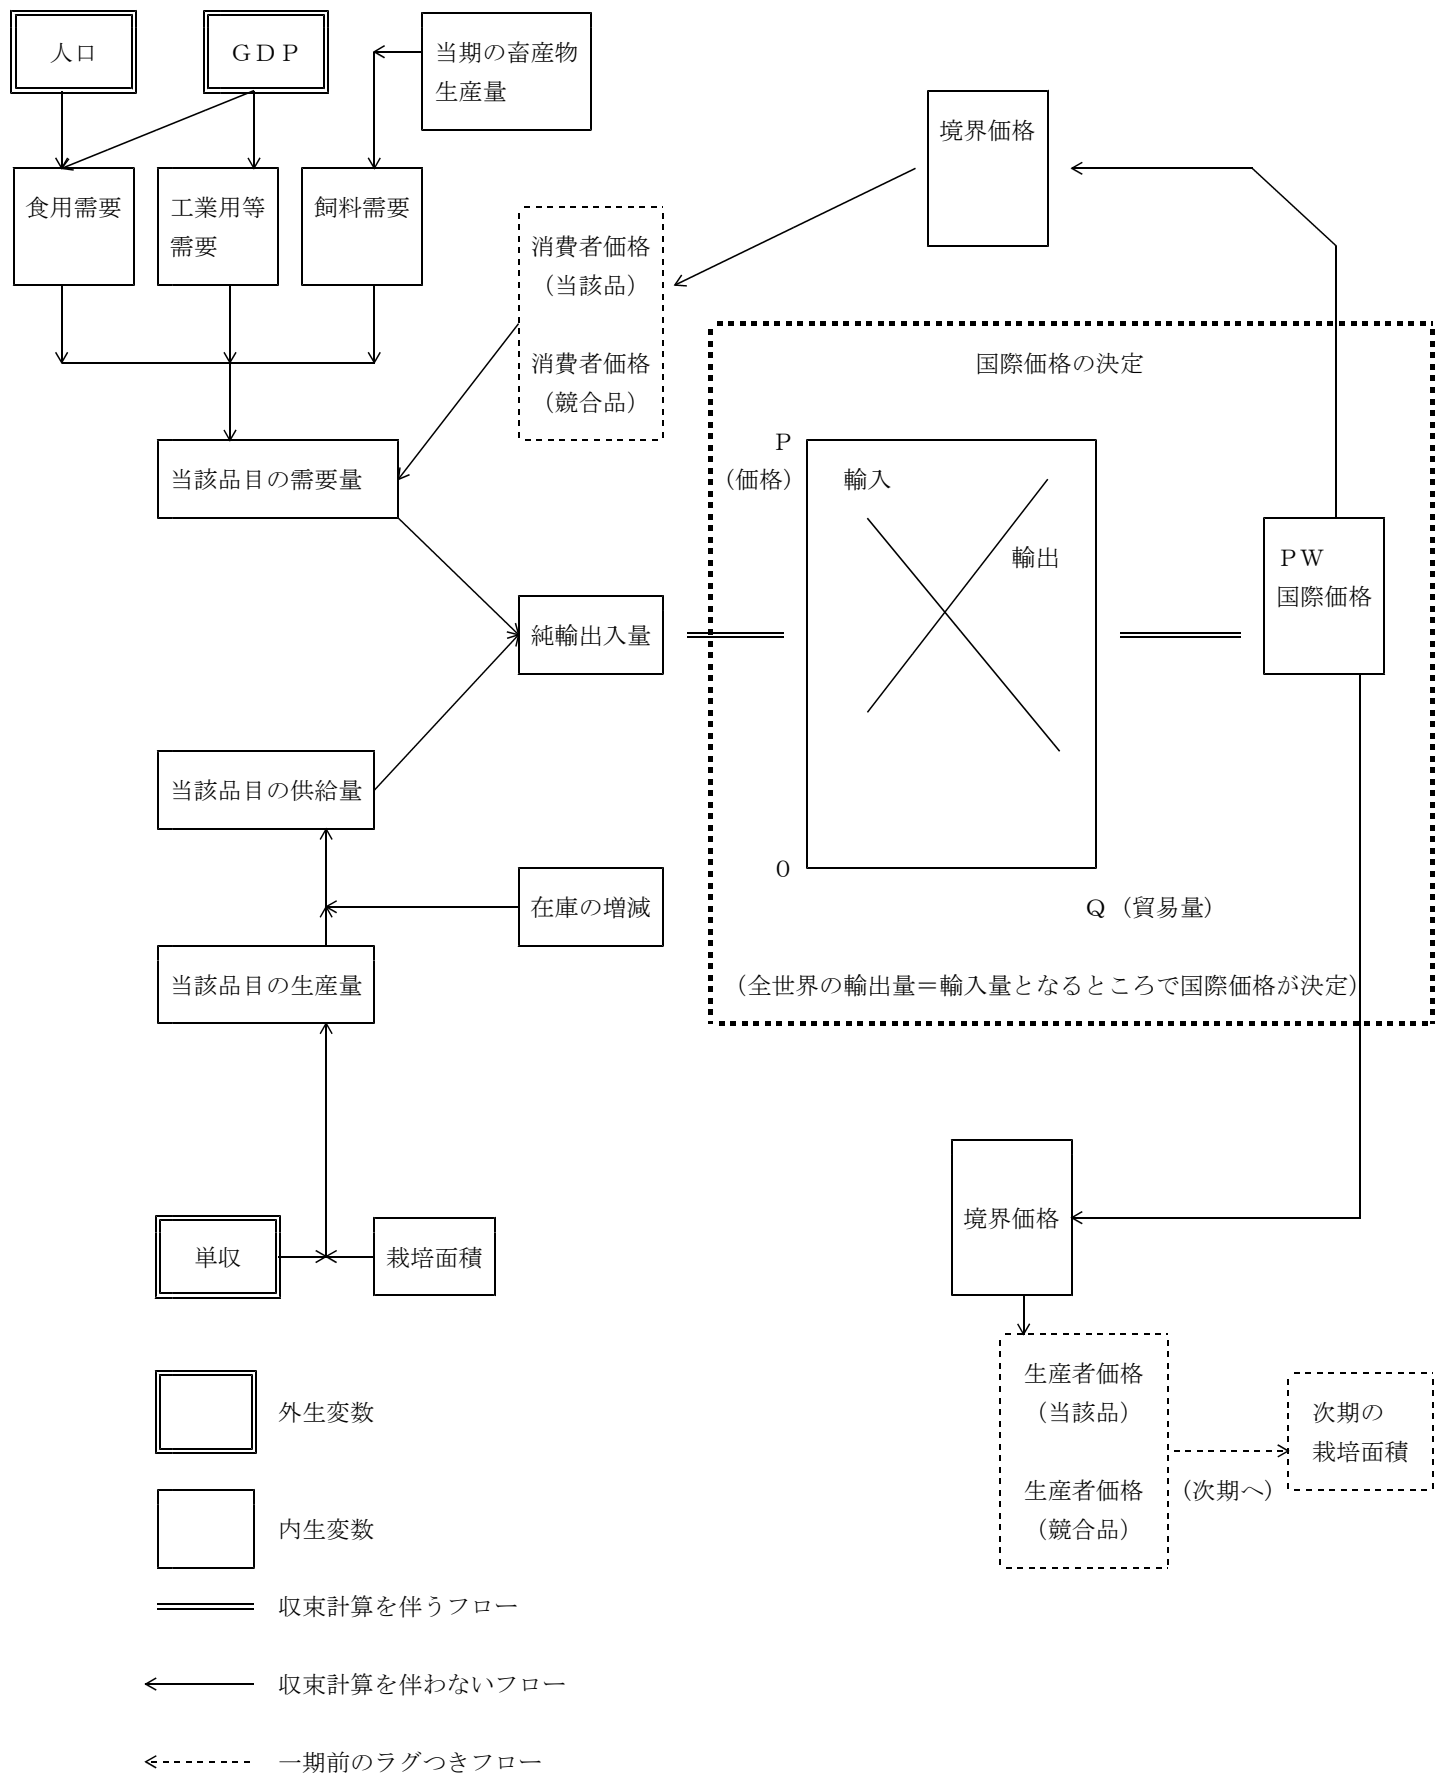 人口
ＧＤＰ
当期の畜産物
生産量
境界価格
食用需要
工業用等
需要
飼料需要
消費者価格
（当該品）
消費者価格
（競合品）
国際価格の決定
Ｐ
（価格）
輸入
輸出
当該品目の需要量
ＰＷ
国際価格
純輸出入量
当該品目の供給量
０
在庫の増減
Ｑ（貿易量）
当該品目の生産量
（全世界の輸出量＝輸入量となるところで国際価格が決定）
境界価格
単収
栽培面積
生産者価格
（当該品）
生産者価格
（競合品）
（次期へ）
次期の
栽培面積
外生変数
内生変数
収束計算を伴うフロー
収束計算を伴わないフロー
一期前のラグつきフロー